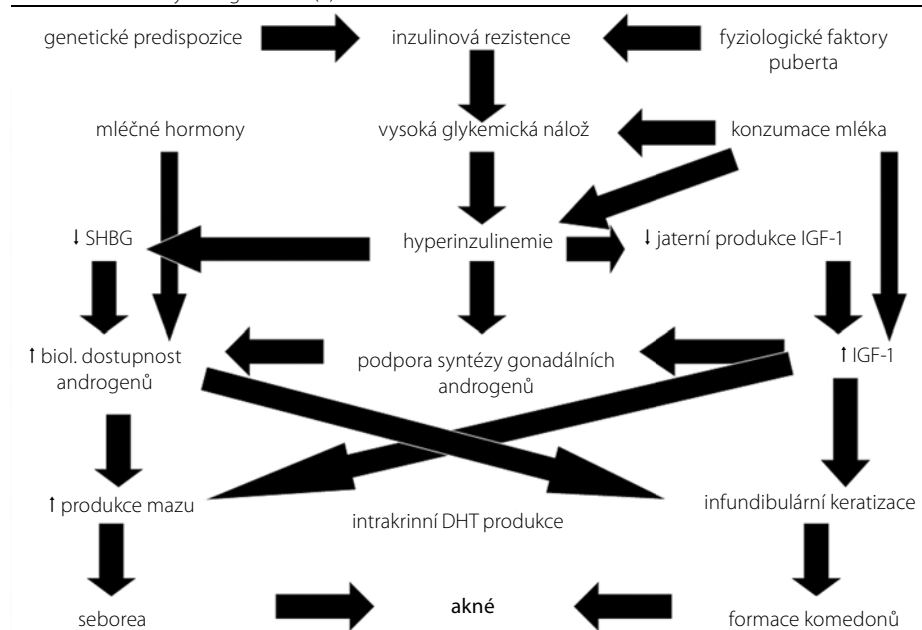 genetické predispozice
inzulinová rezistence
fyziologické faktory
puberta
mléčné hormony
vysoká glykemická nálož
konzumace mléka
↓ SHBG
hyperinzulinemie
↓ jaterní produkce IGF-1
↑ biol. dostupnost
androgenů
podpora syntézy gonadálních
androgenů
↑ IGF-1
↑ produkce mazu
intrakrinní DHT produkce
infundibulární keratizace
seborea
akné
formace komedonů